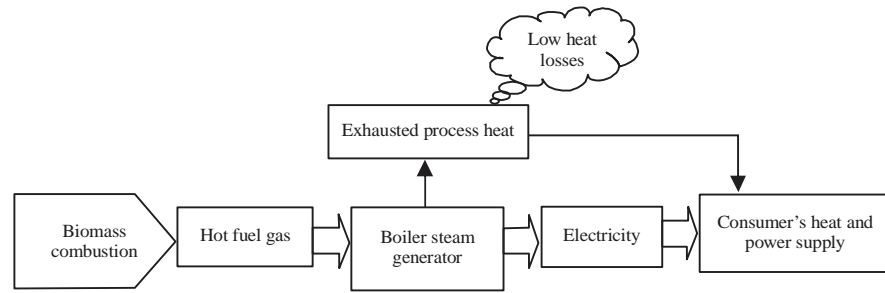 Low heat
losses
Exhausted process heat
Biomass
combustion
Hot fuel gas
Boiler steam
generator
Electricity
Consumer's heat and
power supply